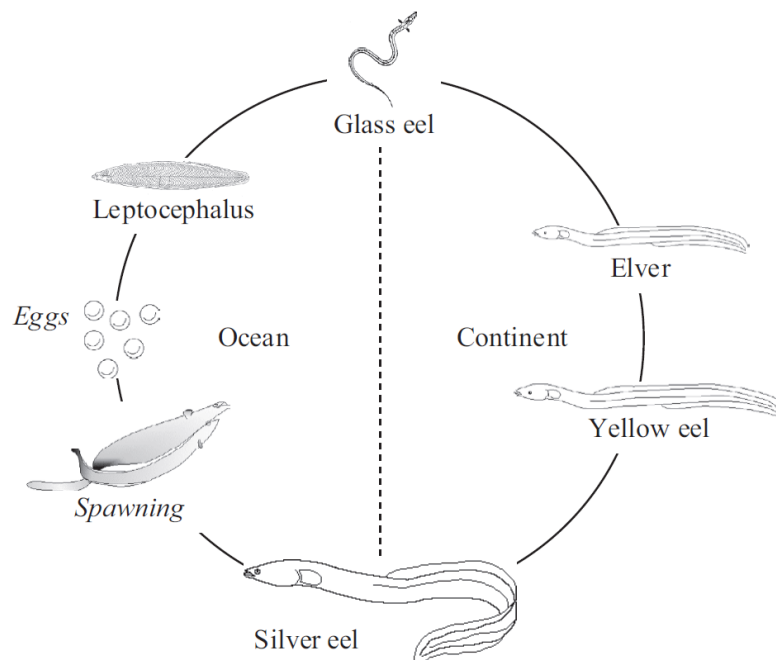 Glass eel
Leptocephalus
Elver
Eggs
Ocean
Continent
Yellow eel
Spawning
Silver eel